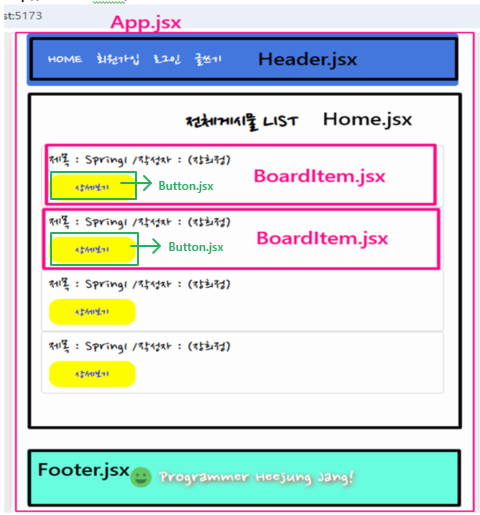 st:5173
App.jsx
HOME 회원가입 로그인 글쓰기 Header.jsx
전체게시물 LIST Home.jsx
제목 : Spring1 /작성자 : (장희정)
BoardItem.jsx
상세보기 Button.jsx
제목 : Spring1 /작성자 : (장희정)
BoardItem.jsx
상세보기 Button.jsx
제목 : Spring1 /작성자 : (장희정)
상세보기
제목 : Spring1 /작성자 : (장희정)
상세보기
Footer.jsx Programmer Heejung Jang!